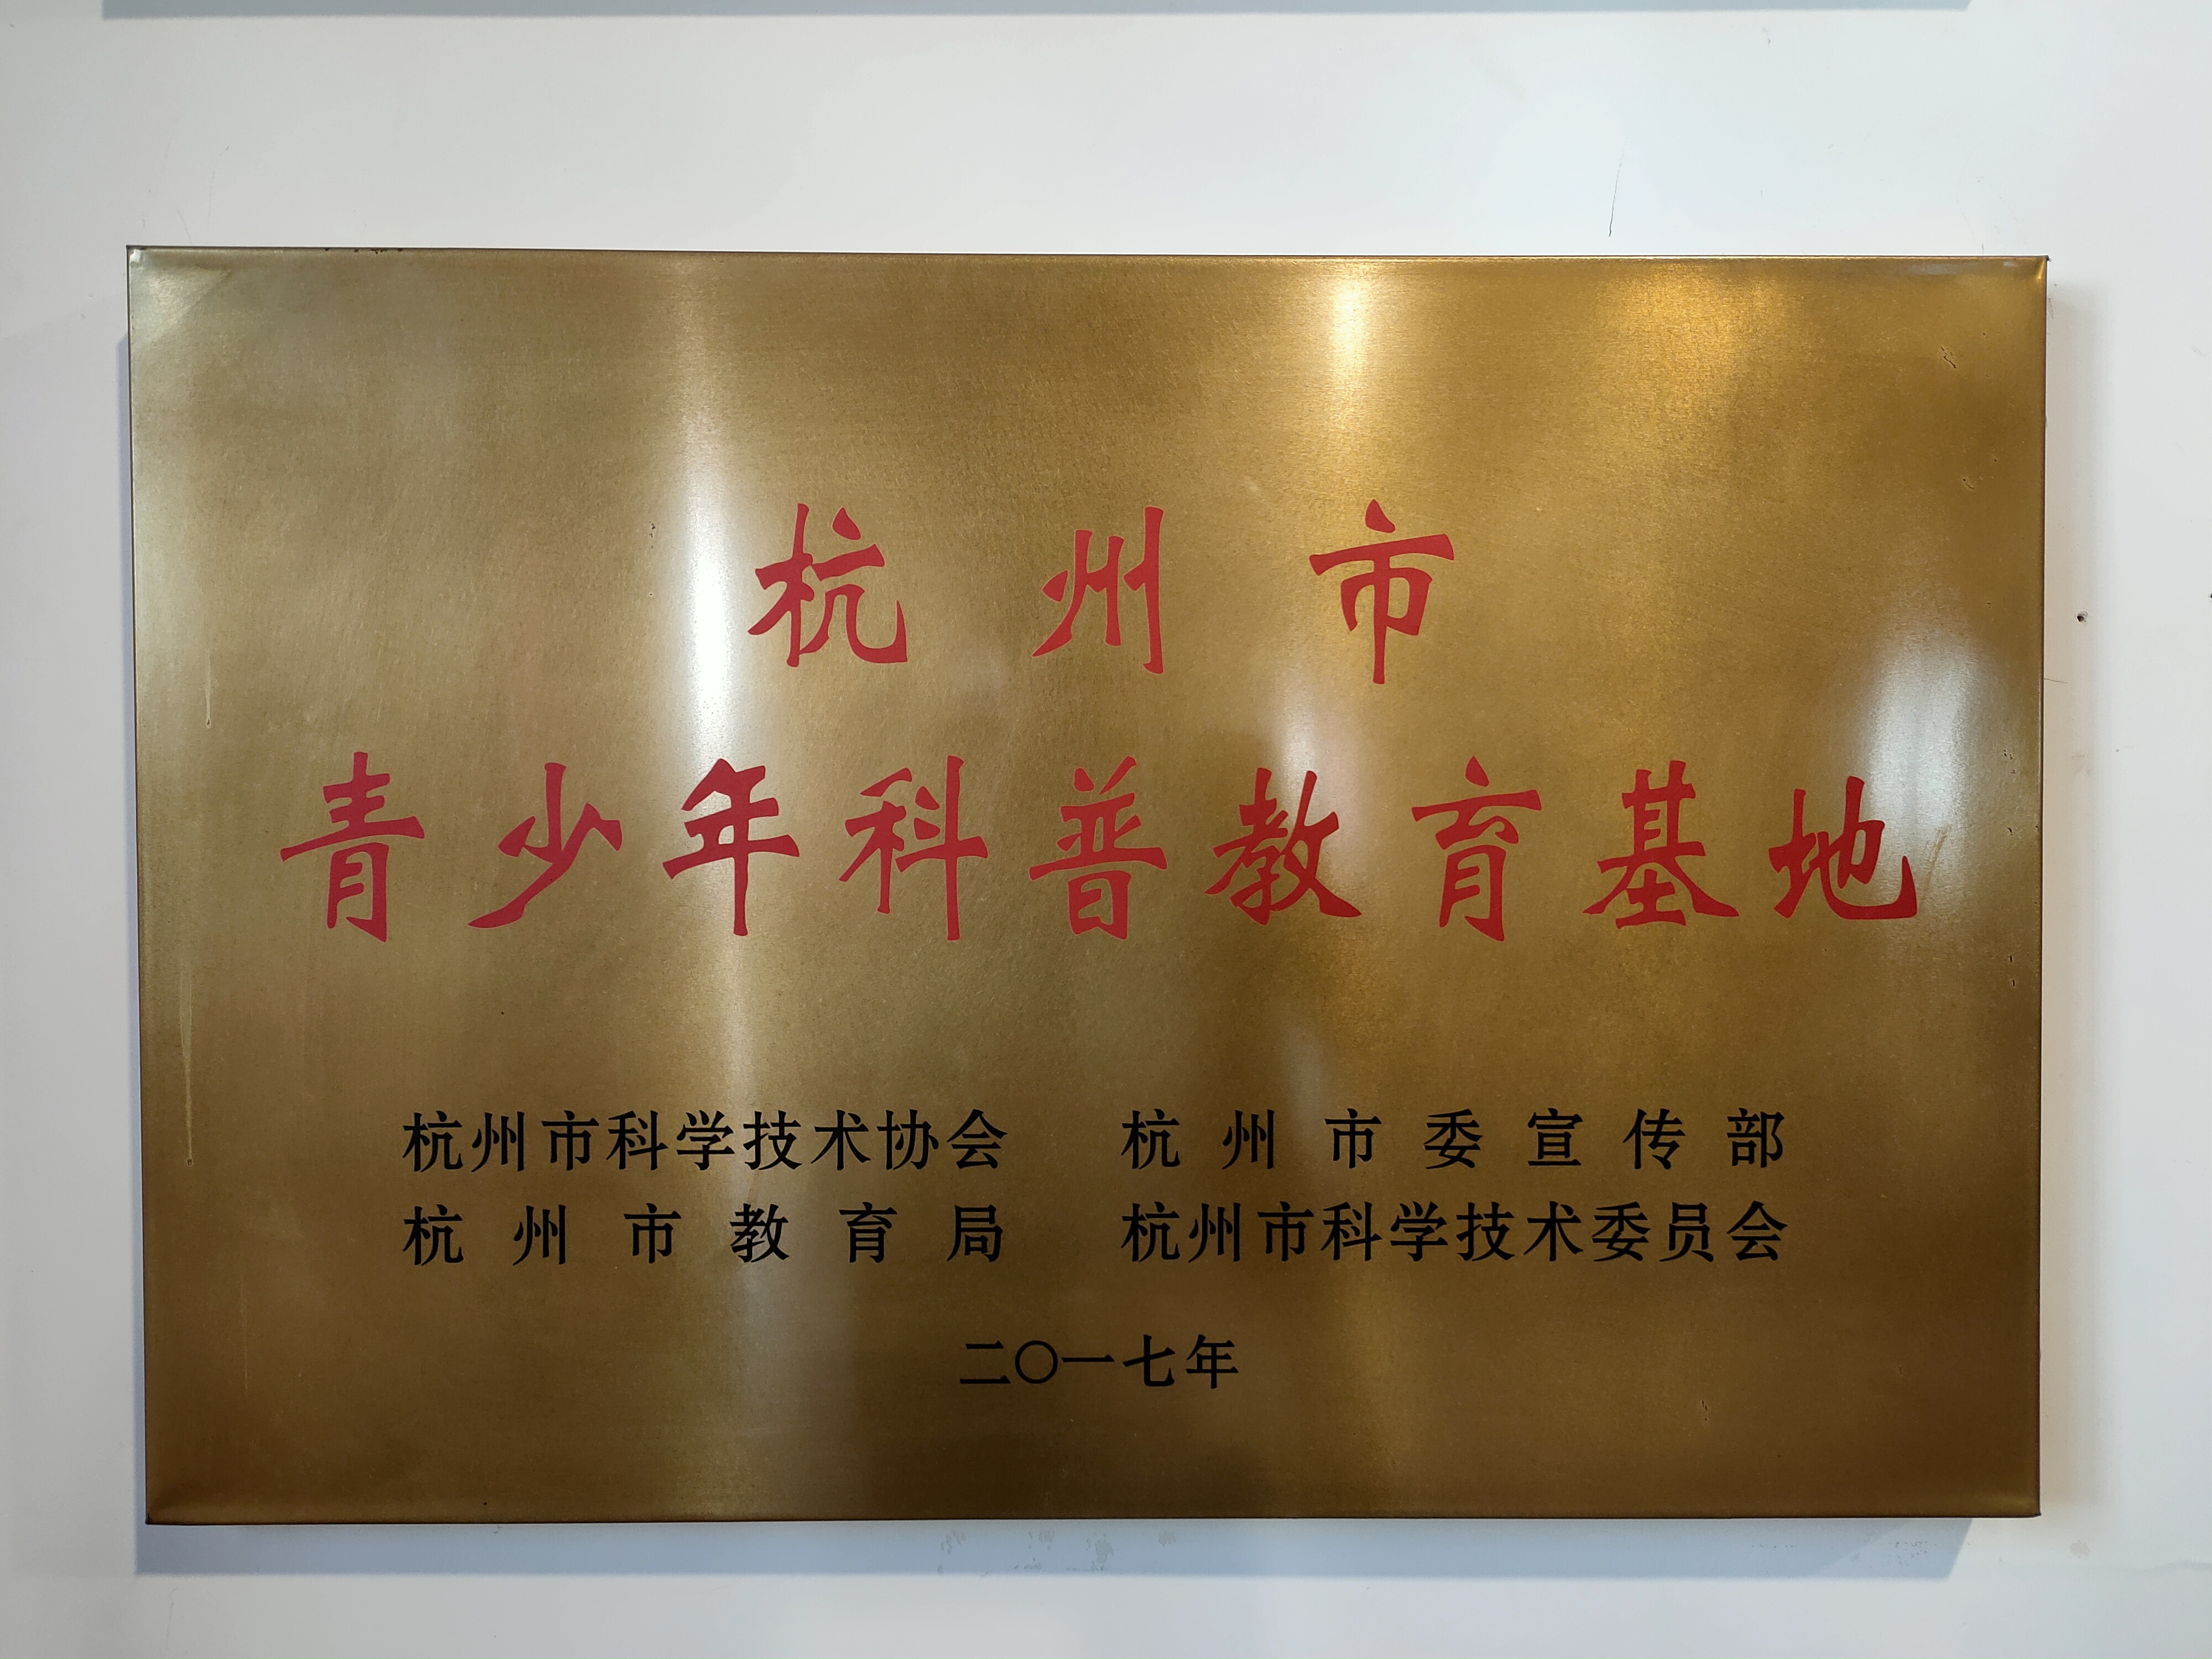 杭州市
青少年科普教育基地
杭州市科学技术协会 杭州市委宣传部
杭州市教育局 杭州市科学技术委员会
二〇一七年